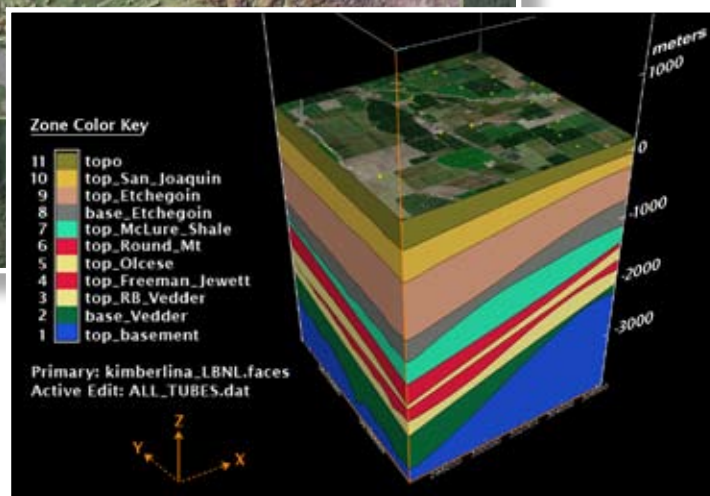 meters
1000
0
-1000
-2000
-3000
Zone Color Key
11 topo
10 top_San_Joaquin
9 top_Etchegoin
8 base_Etchegoin
7 top_McLure_Shale
6 top_Round_Mt
5 top_Olcese
4 top_Freeman_Jewett
3 top_RB_Vedder
2 base_Vedder
1 top_basement
Primary: kimberlina_LBNL.faces
Active Edit: ALL_TUBES.dat
Z
Y
X